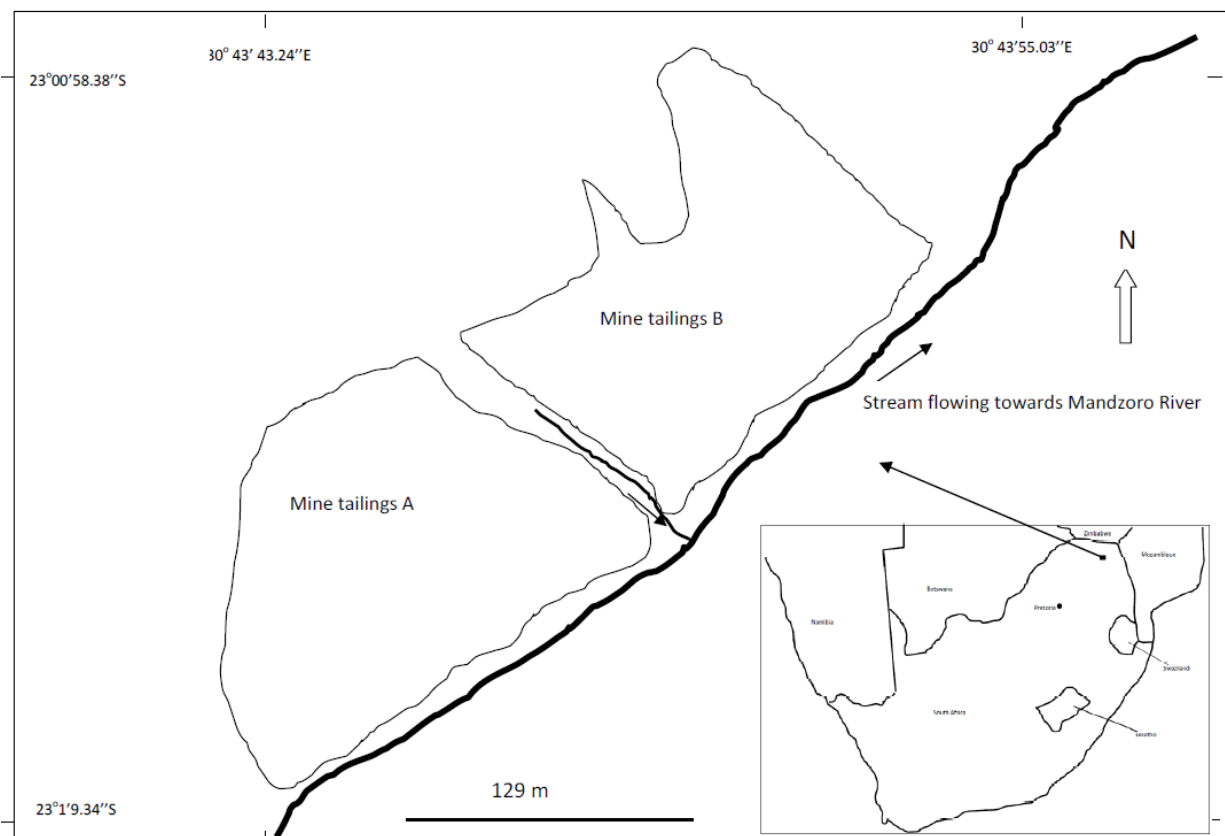 30° 43' 43.24''E
30° 43'55.03''E
23°00'58.38''S
N
Mine tailings B
Stream flowing towards Mandzoro River
Mine tailings A
Zimbabwe
Mozambique
Botswana
Pretoria
Namibia
Swaziland
South Africa
Lesotho
129 m
23°1'9.34''S